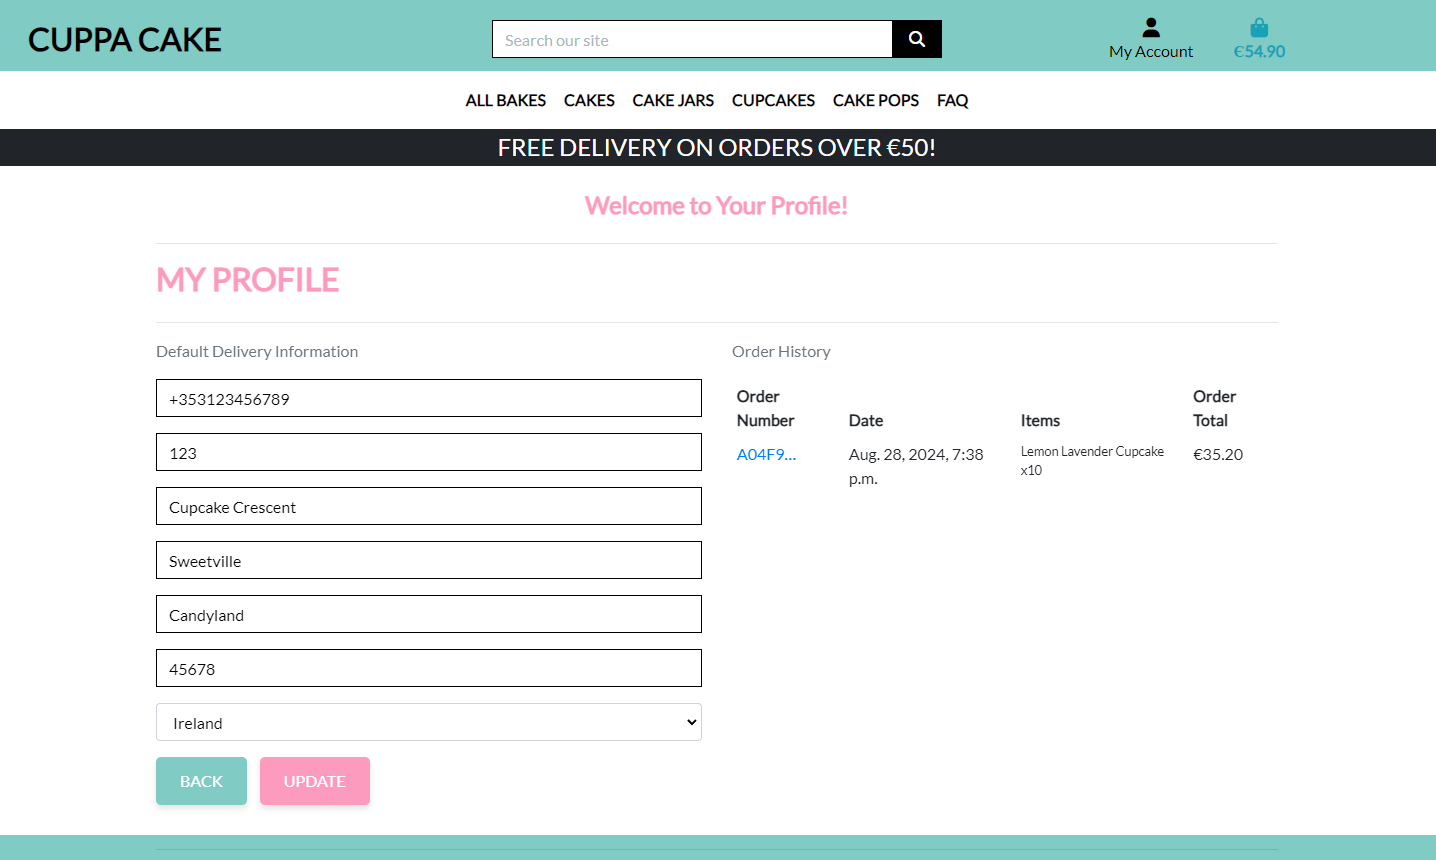 CUPPA CAKE
Search our site
My Account
€54.90
ALL BAKES CAKES CAKE JARS CUPCAKES CAKE POPS FAQ
FREE DELIVERY ON ORDERS OVER €50!
Welcome to Your Profile!
MY PROFILE
Default Delivery Information
+353123456789
123
Cupcake Crescent
Sweetville
Candyland
45678
Ireland
BACK UPDATE
Order History
Order
Number Date Items Order
Total
A04F9... Aug. 28, 2024, 7:38
p.m. Lemon Lavender Cupcake
x10 €35.20